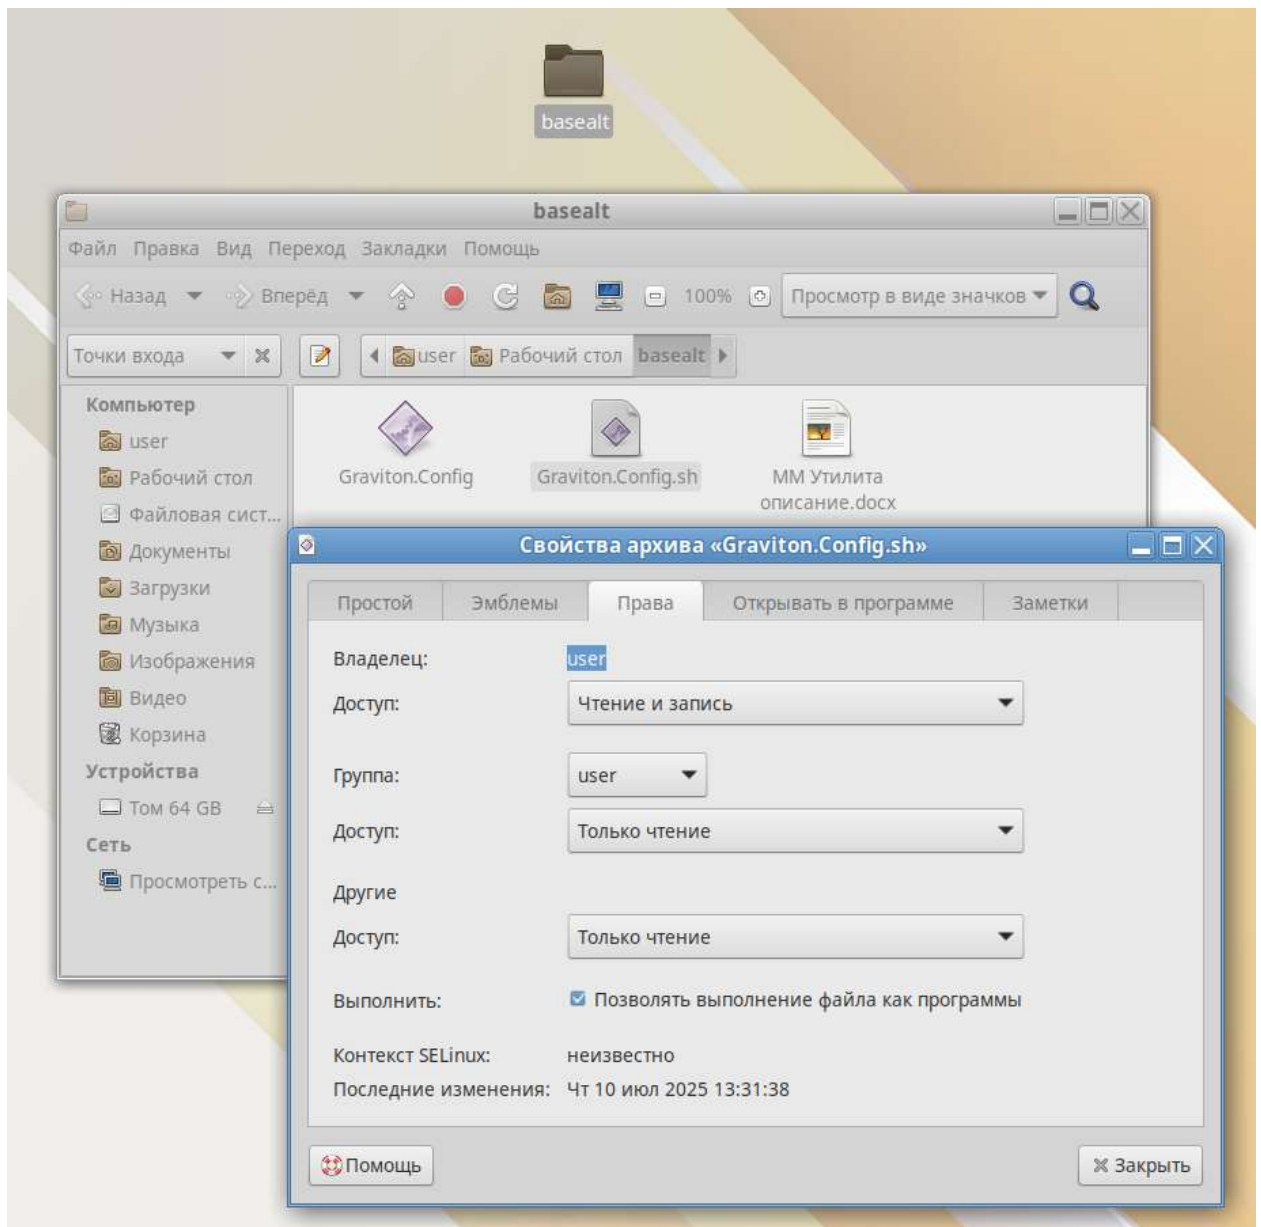 basealt
basealt
Файл Правка Вид Переход Закладки Помощь
Назад Вперёд 100% Просмотр в виде значков
Точки входа user Рабочий стол basealt
Компьютер
user
Рабочий стол
Файловая сист...
Документы
Загрузки
Музыка
Изображения
Видео
Корзина
Устройства
Том 64 GB
Сеть
Просмотреть с...
Graviton.Config Graviton.Config.sh ММ Утилита
описание.docx
Свойства архива «Graviton.Config.sh»
Простой Эмблемы Права Открывать в программе Заметки
Владелец: user
Доступ: Чтение и запись
Группа: user
Доступ: Только чтение
Другие
Доступ: Только чтение
Выполнить: Позволять выполнение файла как программы
Контекст SELinux: неизвестно
Последние изменения: Чт 10 июл 2025 13:31:38
Помощь Закрыть